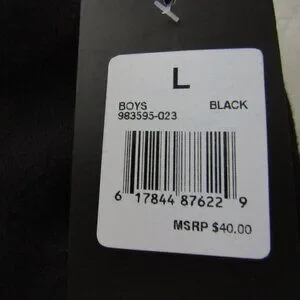 L
BOYS BLACK
983595-023
6 17844 87622 9
MSRP $40.00